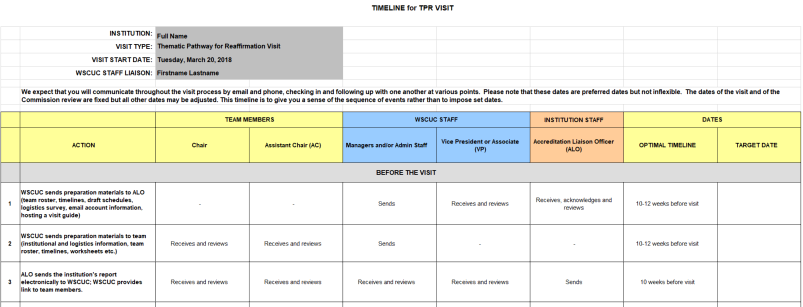 TIMELINE for TPR VISIT
INSTITUTION: Full Name
VISIT TYPE: Thematic Pathway for Reaffirmation Visit
VISIT START DATE: Tuesday, March 20, 2018
WSCUC STAFF LIAISON: Firstname Lastname
We expect that you will communicate throughout the visit process by email and phone, checking in and following up with one another at various points. Please note that these dates are preferred dates but not inflexible. The dates of the visit and of the
Commission review are fixed but all other dates may be adjusted. This timeline is to give you a sense of the sequence of events rather than to impose set dates.
TEAM MEMBERS WSCUC STAFF INSTITUTION STAFF DATES
ACTION Chair Assistant Chair (AC) Managers and/or Admin Staff Vice President or Associate
(VP) Accreditation Liaison Officer
(ALO) OPTIMAL TIMELINE TARGET DATE
BEFORE THE VISIT
1 WSCUC sends preparation materials to ALO
(team roster, timelines, draft schedules,
logistics survey, email account information,
hosting a visit guide) - - Sends Receives and reviews Receives, acknowledges and
reviews 10-12 weeks before visit
2 WSCUC sends preparation materials to team
(institutional and logistics information, team
roster, timelines, worksheets etc.) Receives and reviews Receives and reviews Sends - - 10-12 weeks before visit
3 ALO sends the institution's report
electronically to WSCUC; WSCUC provides
link to team members. Receives and reviews Receives and reviews Receives and reviews Receives and reviews Sends 10 weeks before visit